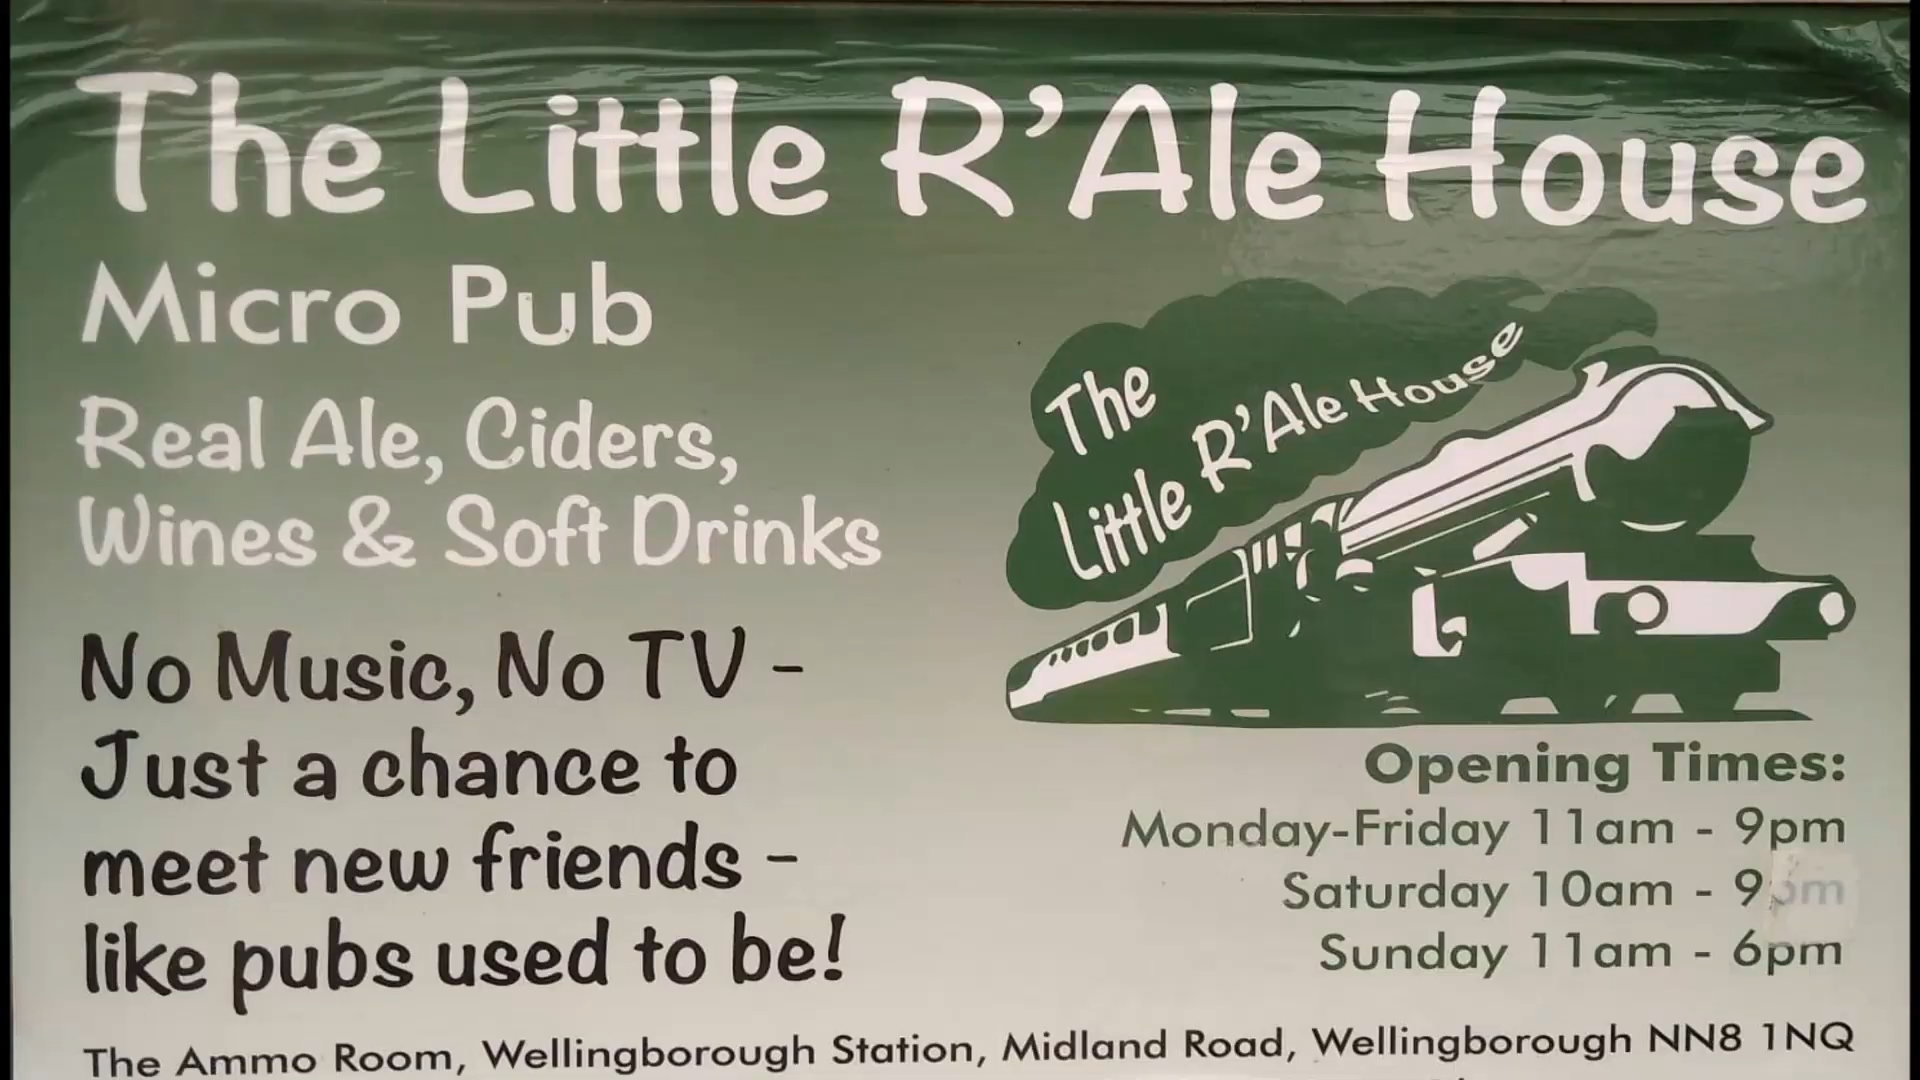 The Little R'Ale House
Micro Pub
Real Ale, Ciders,
Wines & Soft Drinks
No Music, No TV -
Just a chance to
meet new friends -
like pubs used to be!
The
Little R'Ale House
Opening Times:
Monday-Friday 11am - 9pm
Saturday 10am - 9pm
Sunday 11am - 6pm
The Ammo Room, Wellingborough Station, Midland Road, Wellingborough NN8 1NQ